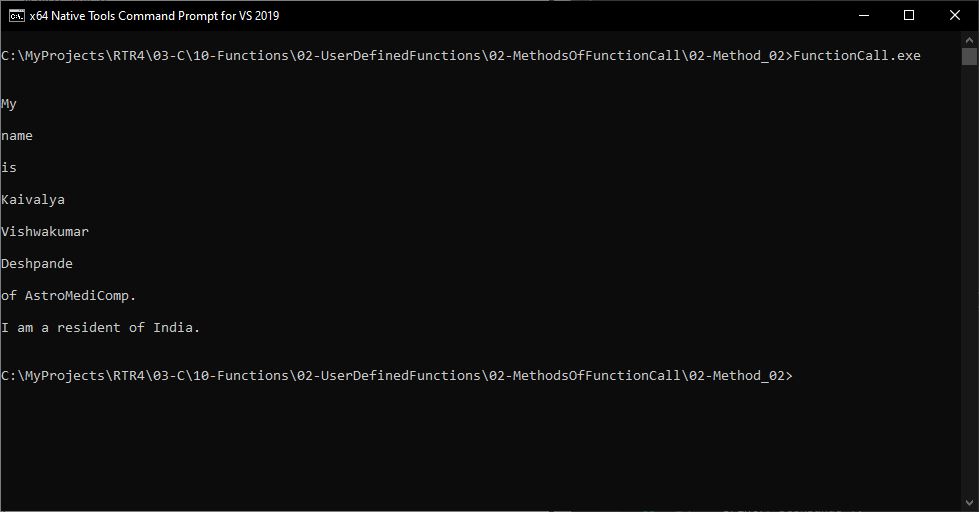 x64 Native Tools Command Prompt for VS 2019
C:\MyProjects\RTR4\03-C\10-Functions\02-UserDefinedFunctions\02-MethodsOfFunctionCall\02-Method_02>FunctionCall.exe
My
name
is
Kaivalya
Vishwakumar
Deshpande
of AstroMediComp.
I am a resident of India.
C:\MyProjects\RTR4\03-C\10-Functions\02-UserDefinedFunctions\02-MethodsOfFunctionCall\02-Method_02>